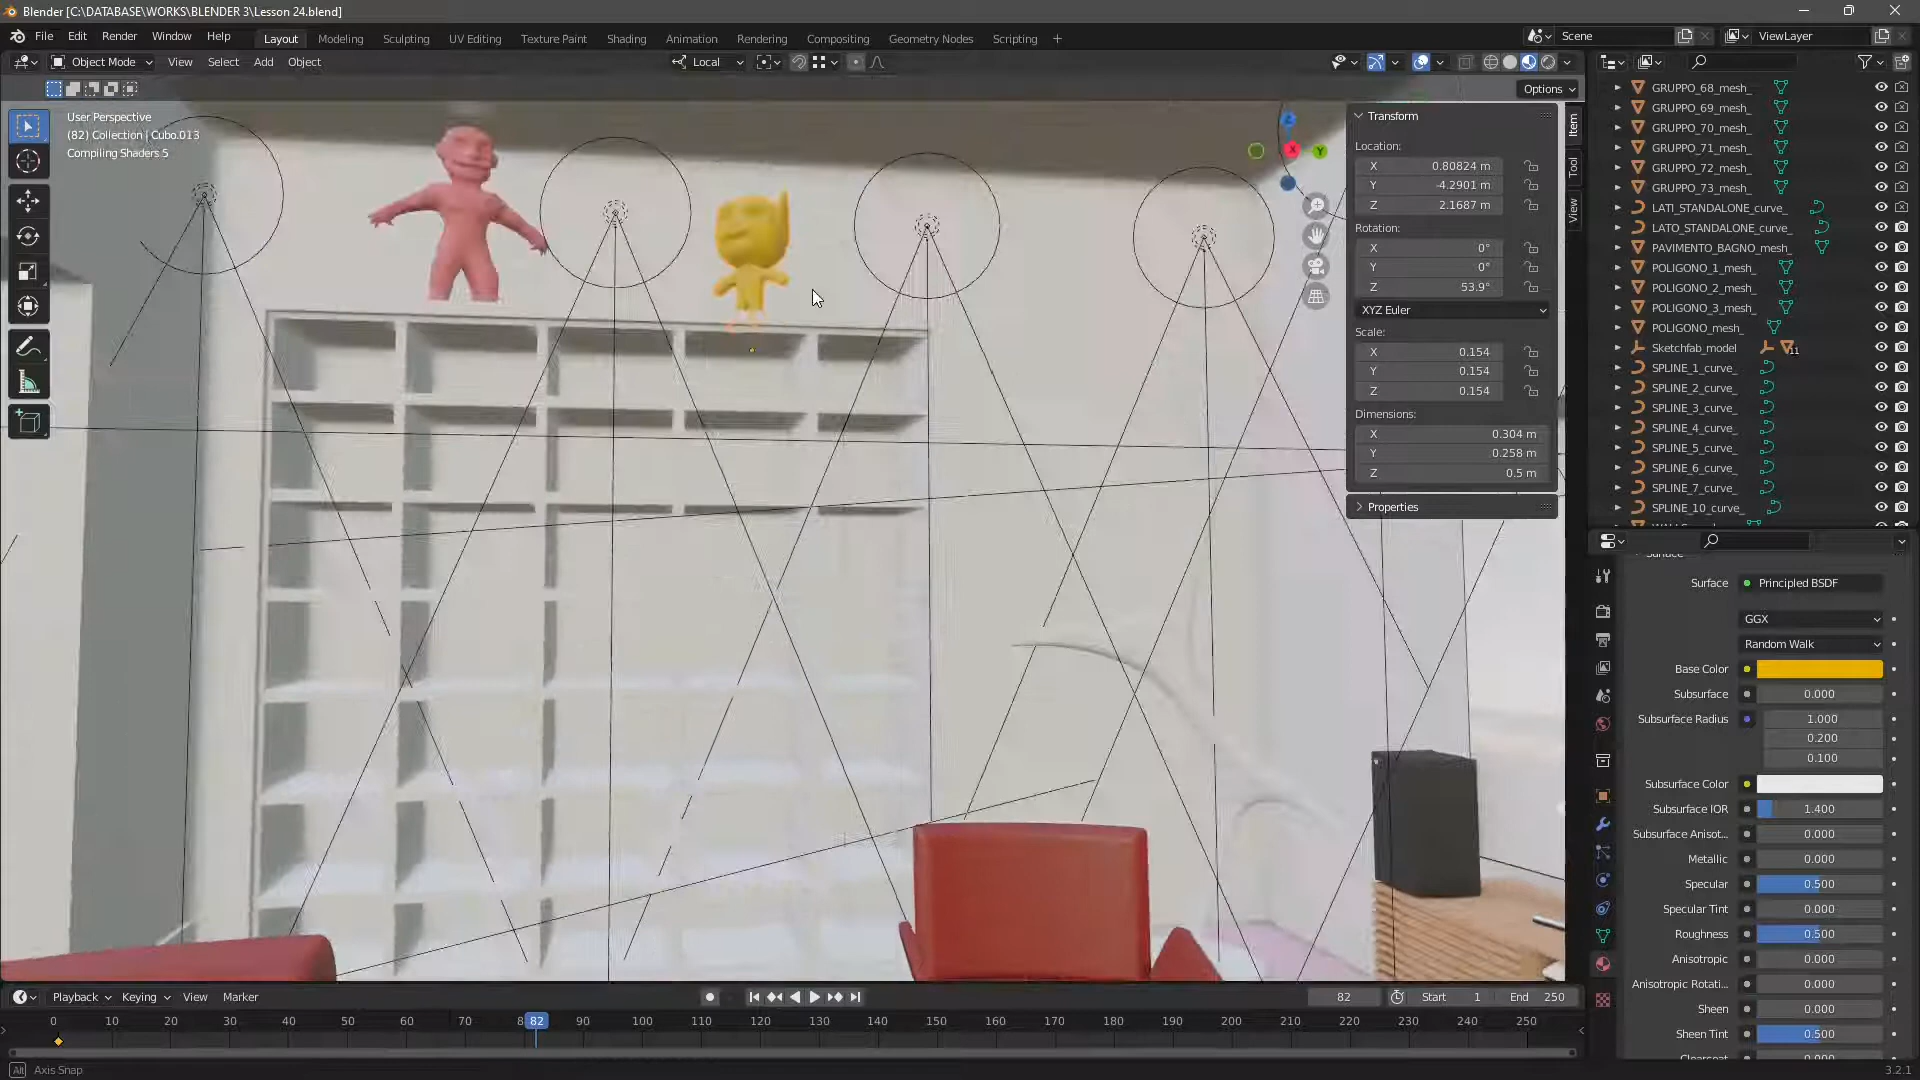 Blender [C:\DATABASE\WORKS\BLENDER 3\Lesson 24.blend]
File Edit Render Window Help
Layout Modeling Sculpting UV Editing Texture Paint Shading Animation Rendering Compositing Geometry Nodes Scripting +
Scene
ViewLayer
Object Mode View Select Add Object
Local
Options
User Perspective
(82) Collection | Cubo.013
Compiling Shaders 5
Z
X
Y
Transform
Location:
X 0.80824 m
Y -4.2901 m
Z 2.1687 m
Rotation:
X 0°
Y 0°
Z 53.9°
XYZ Euler
Scale:
X 0.154
Y 0.154
Z 0.154
Dimensions:
X 0.304 m
Y 0.258 m
Z 0.5 m
Properties
Item
Tool
View
GRUPPO_68_mesh_
GRUPPO_69_mesh_
GRUPPO_70_mesh_
GRUPPO_71_mesh_
GRUPPO_72_mesh_
GRUPPO_73_mesh_
LATI_STANDALONE_curve_
LATO_STANDALONE_curve_
PAVIMENTO_BAGNO_mesh_
POLIGONO_1_mesh_
POLIGONO_2_mesh_
POLIGONO_3_mesh_
POLIGONO_mesh_
Sketchfab_model 11
SPLINE_1_curve_
SPLINE_2_curve_
SPLINE_3_curve_
SPLINE_4_curve_
SPLINE_5_curve_
SPLINE_6_curve_
SPLINE_7_curve_
SPLINE_10_curve_
Surface Principled BSDF
GGX
Random Walk
Base Color
Subsurface 0.000
Subsurface Radius 1.000
0.200
0.100
Subsurface Color
Subsurface IOR 1.400
Subsurface Anisot... 0.000
Metallic 0.000
Specular 0.500
Specular Tint 0.000
Roughness 0.500
Anisotropic 0.000
Anisotropic Rotati... 0.000
Sheen 0.000
Sheen Tint 0.500
Playback Keying View Marker
82 Start 1 End 250
0 10 20 30 40 50 60 70 8 82 90 100 110 120 130 140 150 160 170 180 190 200 210 220 230 240 250
Alt Axis Snap
3.2.1